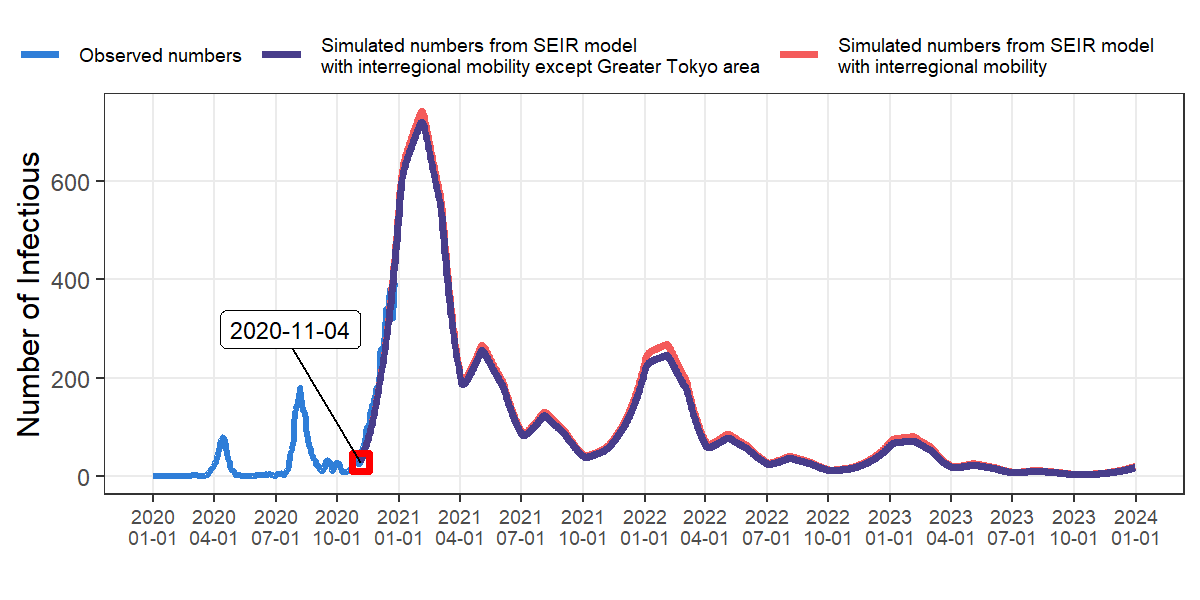 Observed numbers
Simulated numbers from SEIR model
with interregional mobility except Greater Tokyo area
Simulated numbers from SEIR model
with interregional mobility
Number of Infectious
600
400
200
0
2020-11-04
2020 2020 2020 2020 2021 2021 2021 2021 2022 2022 2022 2022 2023 2023 2023 2023 2024
01-01 04-01 07-01 10-01 01-01 04-01 07-01 10-01 01-01 04-01 07-01 10-01 01-01 04-01 07-01 10-01 01-01